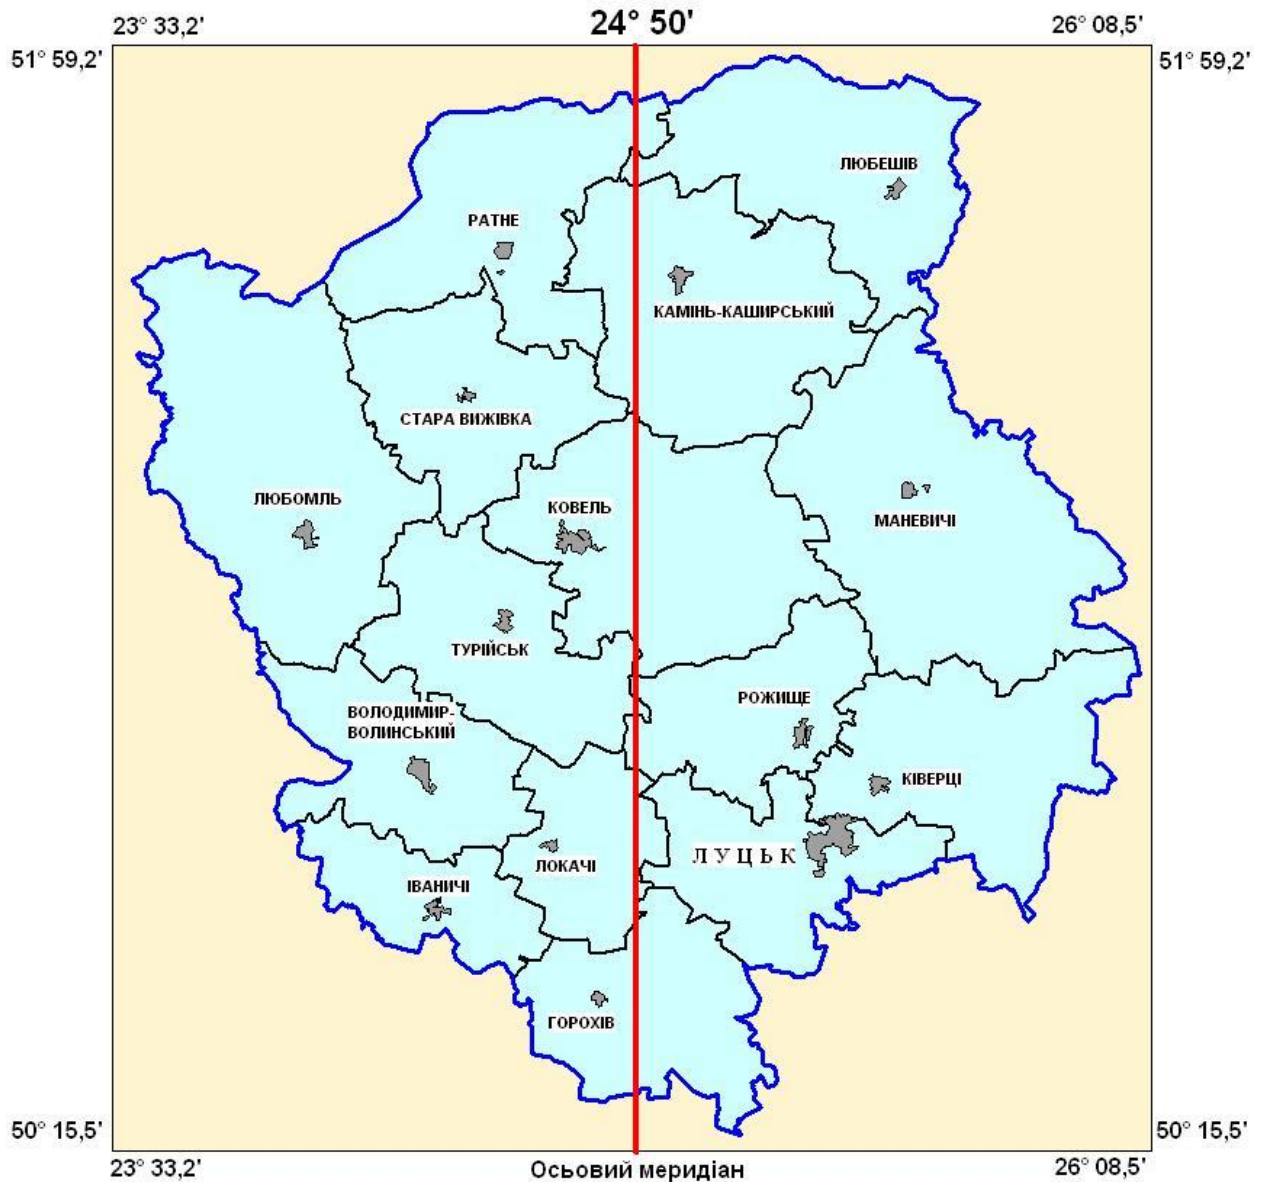 23° 33,2' 24° 50' 26° 08,5'
51° 59,2' 51° 59,2'
ЛЮБЕШІВ
РАТНЕ
КАМІНЬ-КАШИРСЬКИЙ
СТАРА ВИЖІВКА
ЛЮБОМЛЬ
КОВЕЛЬ
МАНЕВИЧІ
ТУРІЙСЬК
РОЖИЩЕ
ВОЛОДИМИР-
ВОЛИНСЬКИЙ
КІВЕРЦІ
ЛУЦЬК
ЛОКАЧІ
ІВАНИЧІ
ГОРОХІВ
50° 15,5' 50° 15,5'
23° 33,2' Осьовий меридіан 26° 08,5'